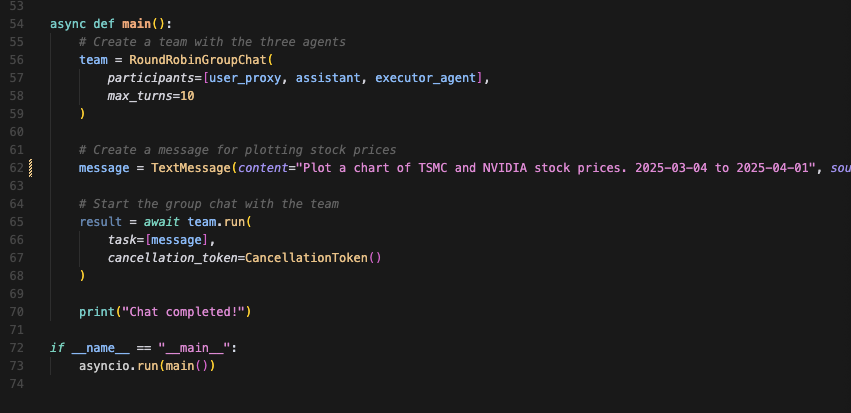 53
54 async def main():
55     # Create a team with the three agents
56     team = RoundRobinGroupChat(
57         participants=[user_proxy, assistant, executor_agent],
58         max_turns=10
59     )
60
61     # Create a message for plotting stock prices
62     message = TextMessage(content="Plot a chart of TSMC and NVIDIA stock prices. 2025-03-04 to 2025-04-01", sou
63
64     # Start the group chat with the team
65     result = await team.run(
66         task=[message],
67         cancellation_token=CancellationToken()
68     )
69
70     print("Chat completed!")
71
72 if __name__ == "__main__":
73     asyncio.run(main())
74